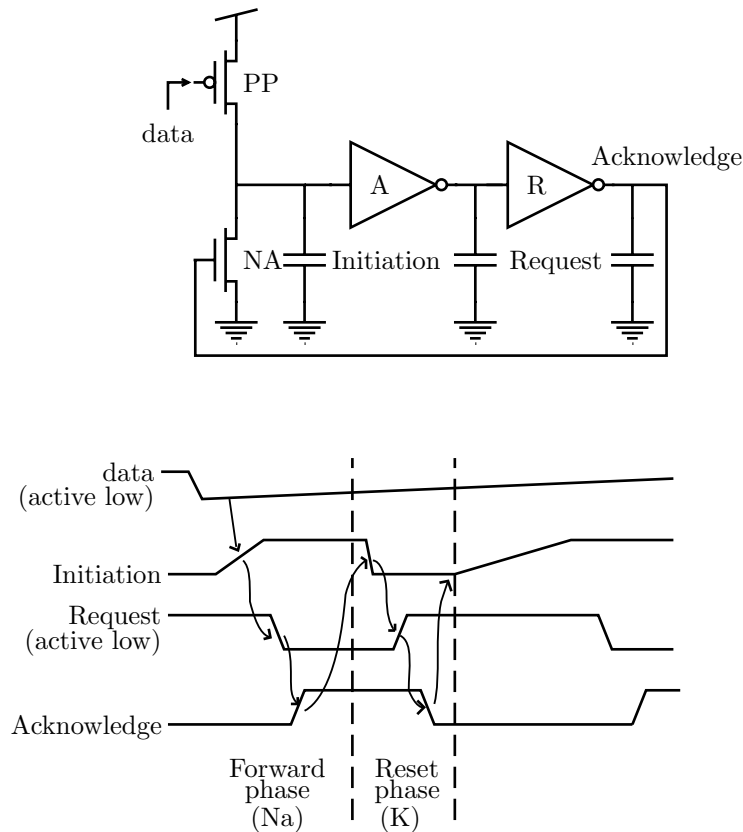 PP
data
Acknowledge
A
R
NA
Initiation
Request
data
(active low)
Initiation
Request
(active low)
Acknowledge
Forward
phase
(Na)
Reset
phase
(K)